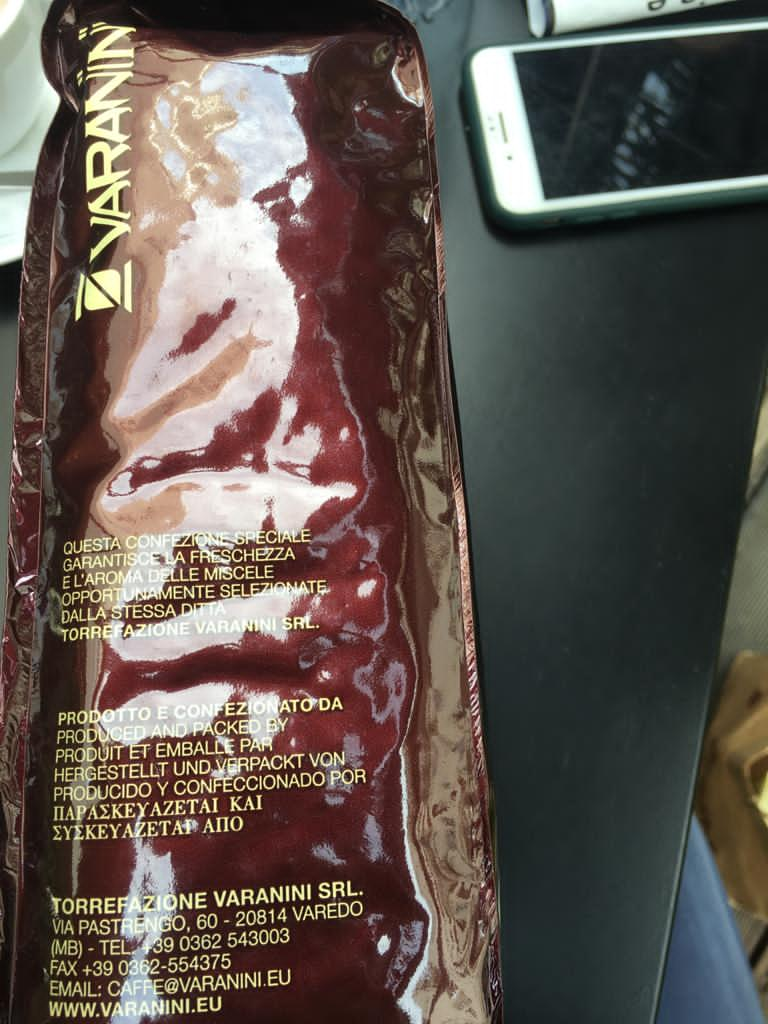 VARANINI
QUESTA CONFEZIONE SPECIALE
GARANTISCE LA FRESCHEZZA
E L'AROMA DELLE MISCELE
OPPORTUNAMENTE SELEZIONATE
DALLA STESSA DITTA
TORREFAZIONE VARANINI SRL.
PRODOTTO E CONFEZIONATO DA
PRODUCED AND PACKED BY
PRODUIT ET EMBALLE PAR
HERGESTELLT UND VERPACKT VON
PRODUCIDO Y CONFECCIONADO POR
ΠΑΡΑΣΚΕΥΑΖΕΤΑΙ ΚΑΙ
ΣΥΣΚΕΥΑΖΕΤΑΙ ΑΠΟ
TORREFAZIONE VARANINI SRL.
VIA PASTRENGO, 60 - 20814 VAREDO
(MB) - TEL. +39 0362 543003
FAX +39 0362-554375
EMAIL: CAFFE@VARANINI.EU
WWW.VARANINI.EU